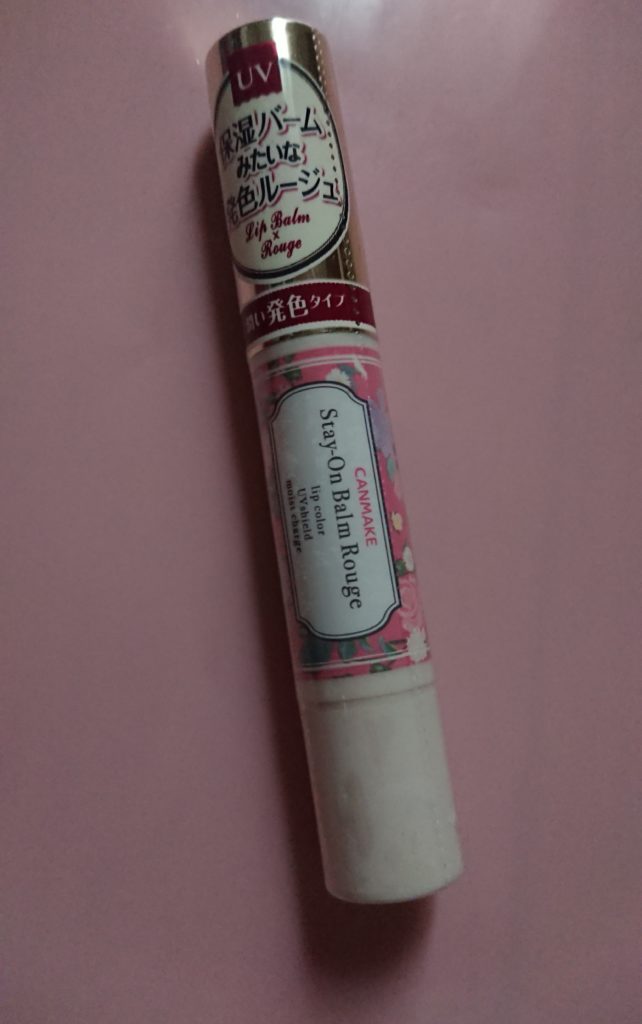 UV
保湿バーム
みたいな
発色ルージュ
Lip Balm
×
Rouge
発色タイプ
CANMAKE
Stay-On Balm Rouge
lip color
UVshield
moist charge